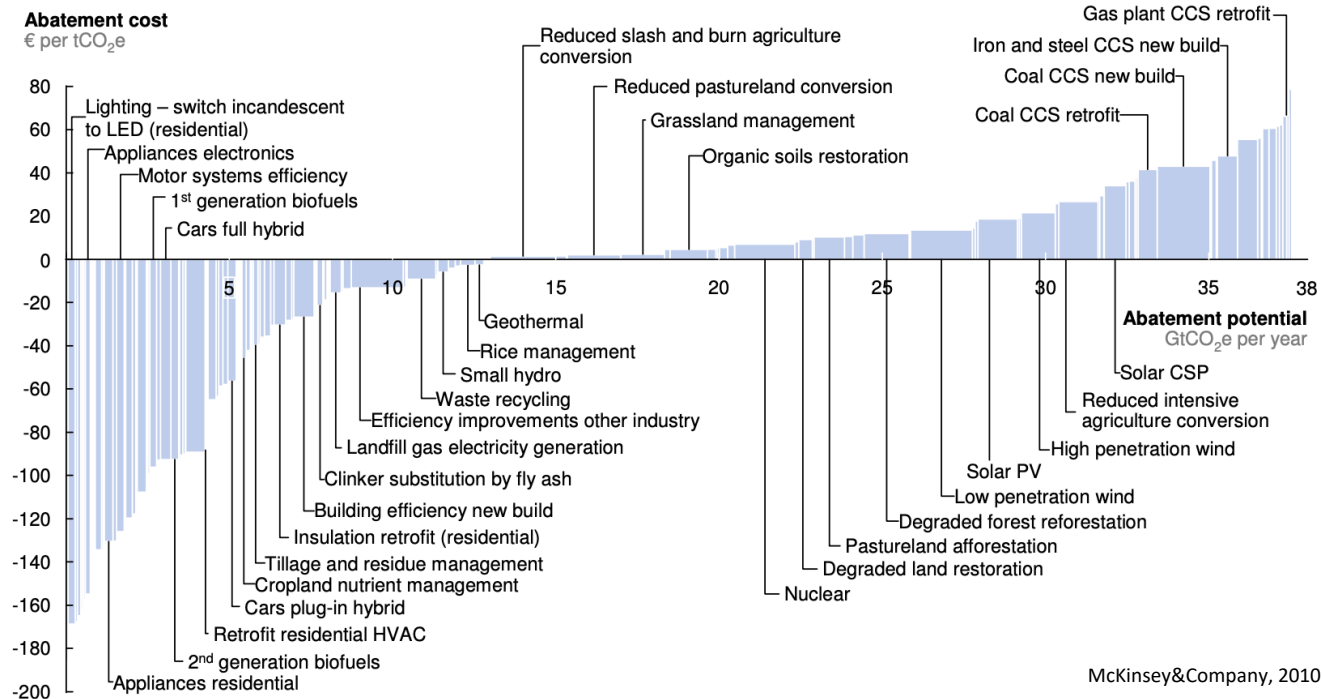 Abatement cost
€ per tCO₂e
80
60
40
20
0
-20
-40
-60
-80
-100
-120
-140
-160
-180
-200
Lighting – switch incandescent
to LED (residential)
Appliances electronics
Motor systems efficiency
1st generation biofuels
Cars full hybrid
Reduced slash and burn agriculture
conversion
Reduced pastureland conversion
Grassland management
Organic soils restoration
Gas plant CCS retrofit
Iron and steel CCS new build
Coal CCS new build
Coal CCS retrofit
5
10
15
20
25
30
35
38
Abatement potential
GtCO₂e per year
Geothermal
Rice management
Small hydro
Waste recycling
Efficiency improvements other industry
Landfill gas electricity generation
Clinker substitution by fly ash
Building efficiency new build
Insulation retrofit (residential)
Tillage and residue management
Cropland nutrient management
Cars plug-in hybrid
Retrofit residential HVAC
2nd generation biofuels
Appliances residential
Solar CSP
Reduced intensive
agriculture conversion
High penetration wind
Solar PV
Low penetration wind
Degraded forest reforestation
Pastureland afforestation
Degraded land restoration
Nuclear
McKinsey&Company, 2010